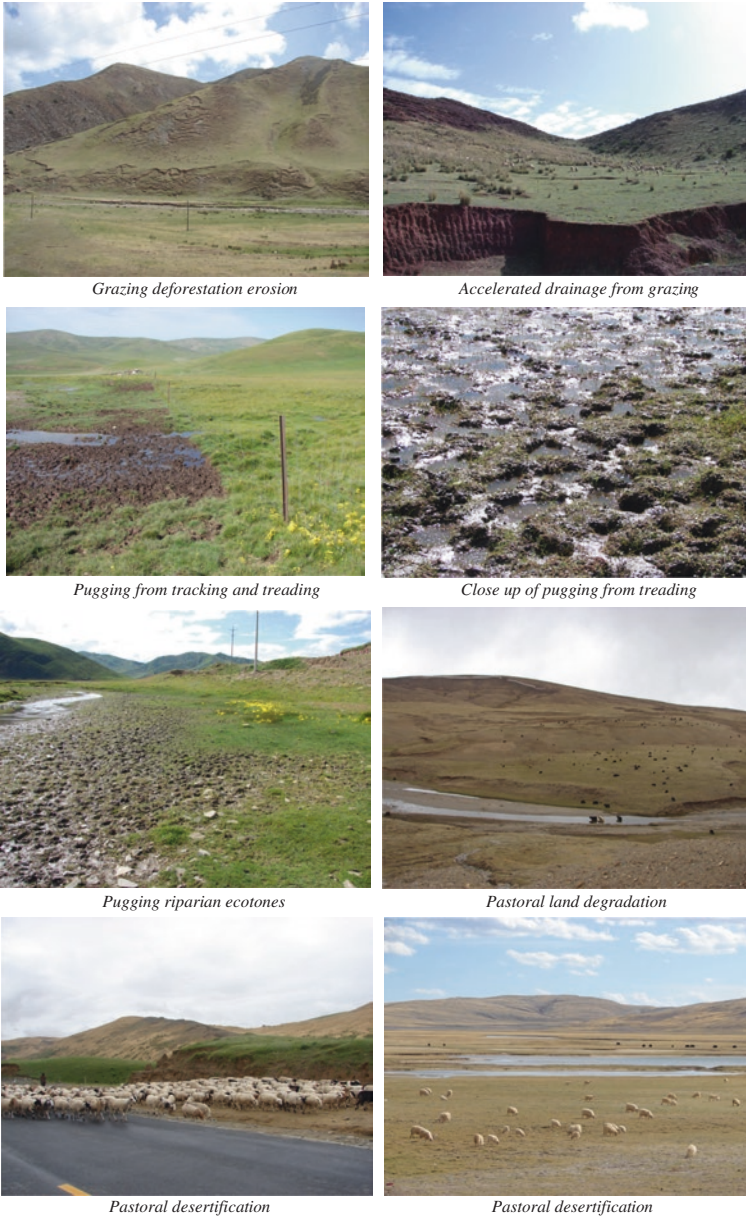 Grazing deforestation erosion
Accelerated drainage from grazing
Pugging from tracking and treading
Close up of pugging from treading
Pugging riparian ecotones
Pastoral land degradation
Pastoral desertification
Pastoral desertification